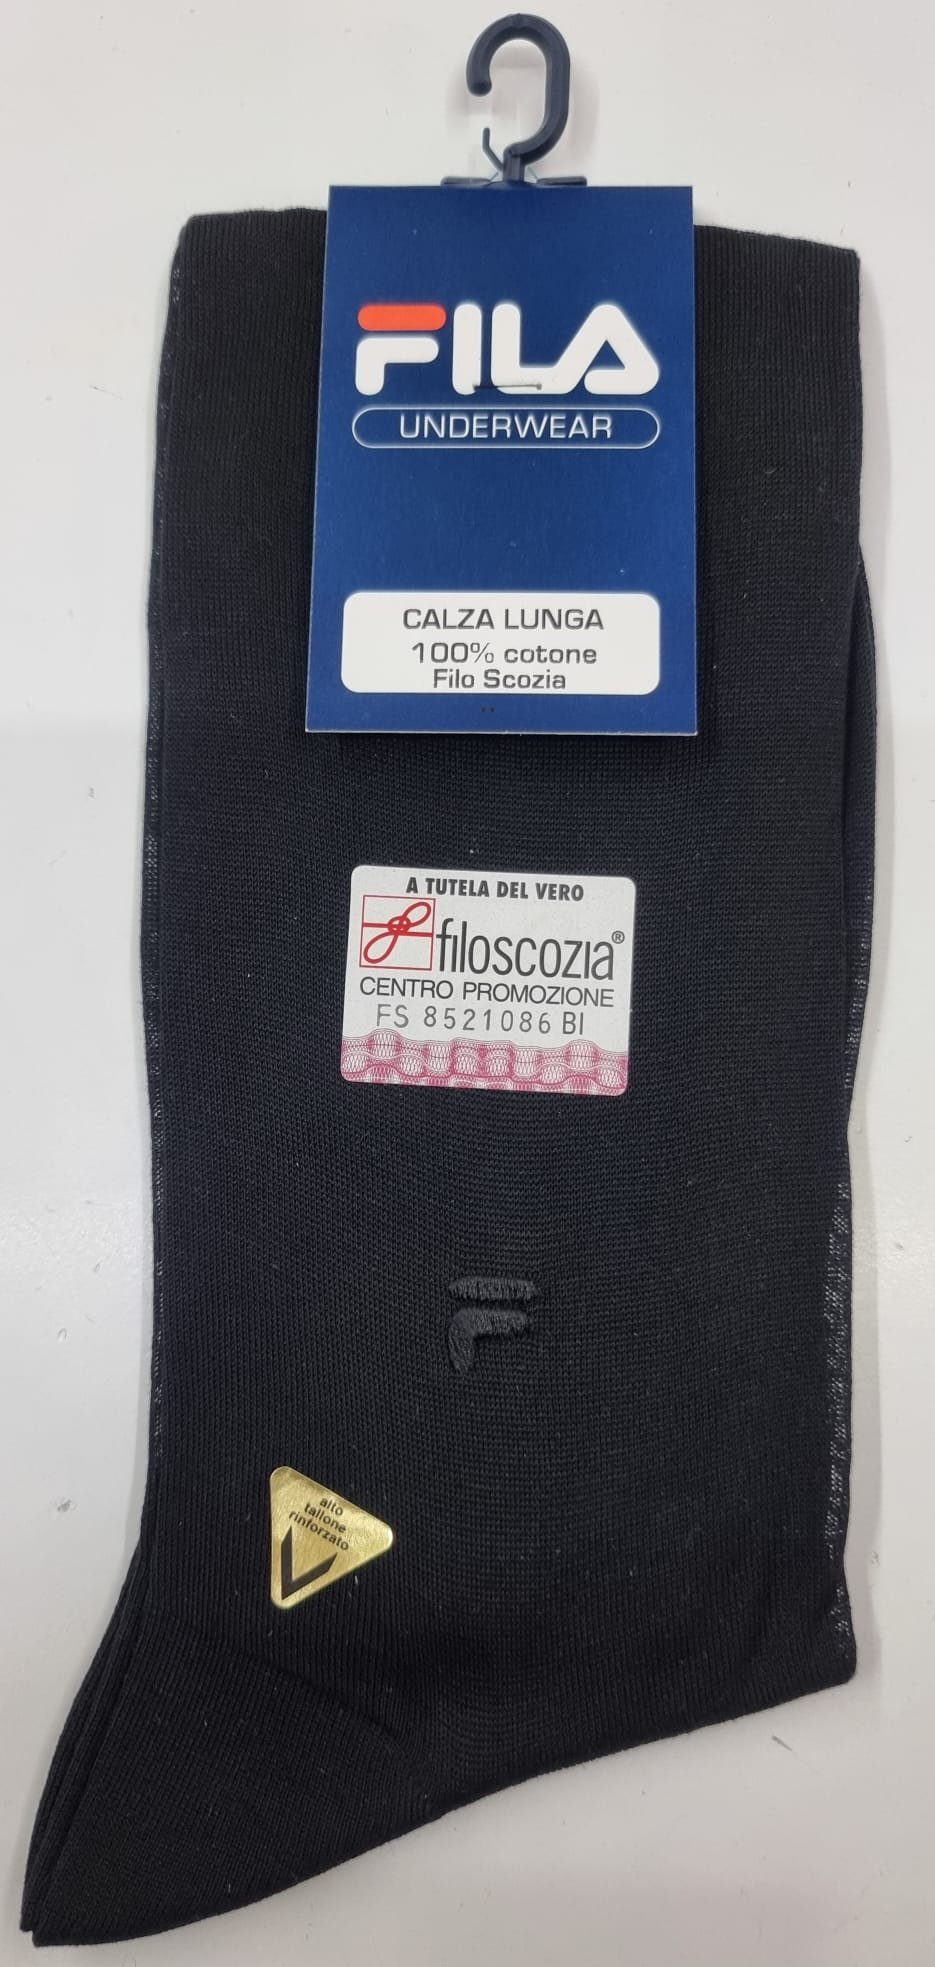 FILA
UNDERWEAR
CALZA LUNGA
100% cotone
Filo Scozia
A TUTELA DEL VERO
filoscozia®
CENTRO PROMOZIONE
FS 8521086 BI
F
alto
tallone
rinforzato